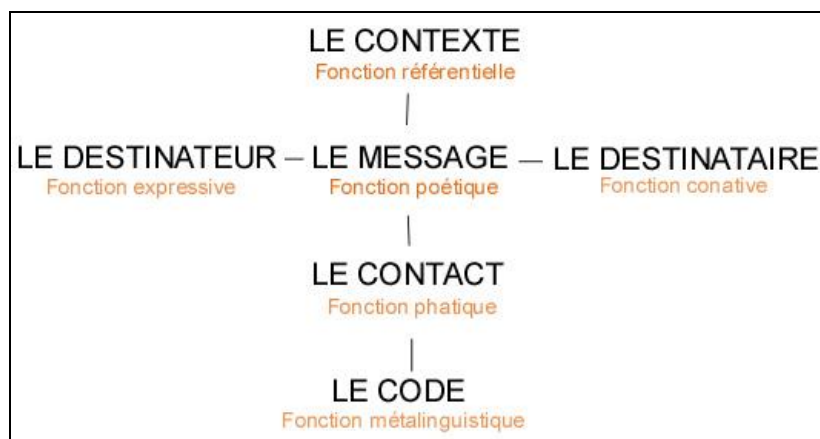 LE CONTEXTE
Fonction référentielle
LE DESTINATEUR – LE MESSAGE – LE DESTINATAIRE
Fonction expressive Fonction poétique Fonction conative
LE CONTACT
Fonction phatique
LE CODE
Fonction métalinguistique